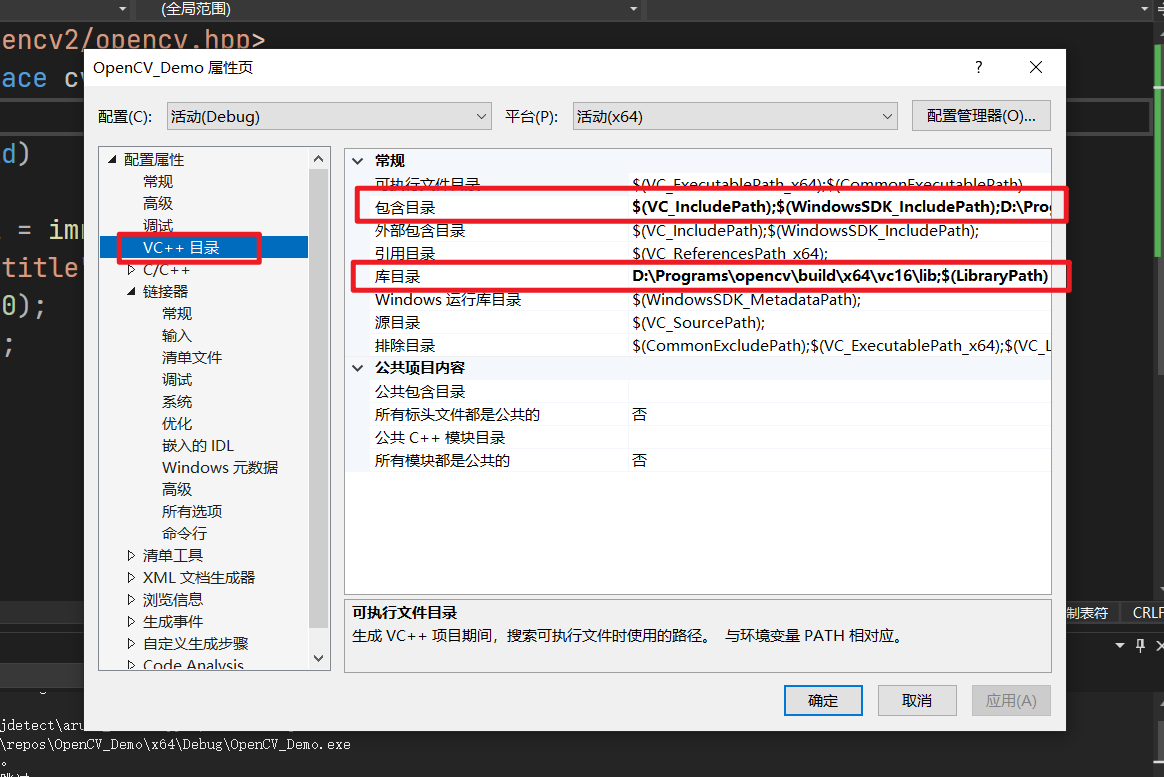 (全局范围)
encv2/opencv.hpp>
ace cv
OpenCV_Demo 属性页
?
配置(C):
活动(Debug)
平台(P):
活动(x64)
配置管理器(O)...
配置属性
常规
高级
调试
VC++ 目录
C/C++
链接器
常规
输入
清单文件
调试
系统
优化
嵌入的 IDL
Windows 元数据
高级
所有选项
命令行
清单工具
XML 文档生成器
浏览信息
生成事件
自定义生成步骤
Code Analysis
常规
可执行文件目录 $(VC_ExecutablePath_x64);$(CommonExecutablePath)
包含目录 $(VC_IncludePath);$(WindowsSDK_IncludePath);D:\Pro
外部包含目录 $(VC_IncludePath);$(WindowsSDK_IncludePath);
引用目录 $(VC_ReferencesPath_x64);
库目录 D:\Programs\opencv\build\x64\vc16\lib;$(LibraryPath)
Windows 运行库目录 $(WindowsSDK_MetadataPath);
源目录 $(VC_SourcePath);
排除目录 $(CommonExcludePath);$(VC_ExecutablePath_x64);$(VC_L
公共项目内容
公共包含目录
所有标头文件都是公共的 否
公共 C++ 模块目录
所有模块都是公共的 否
可执行文件目录
生成 VC++ 项目期间，搜索可执行文件时使用的路径。 与环境变量 PATH 相对应。
确定
取消
应用(A)
d)
= im
title'
0);
;
制表符
CRLF
jdetect\aru
\repos\OpenCV_Demo\x64\Debug\OpenCV_Demo.exe
。